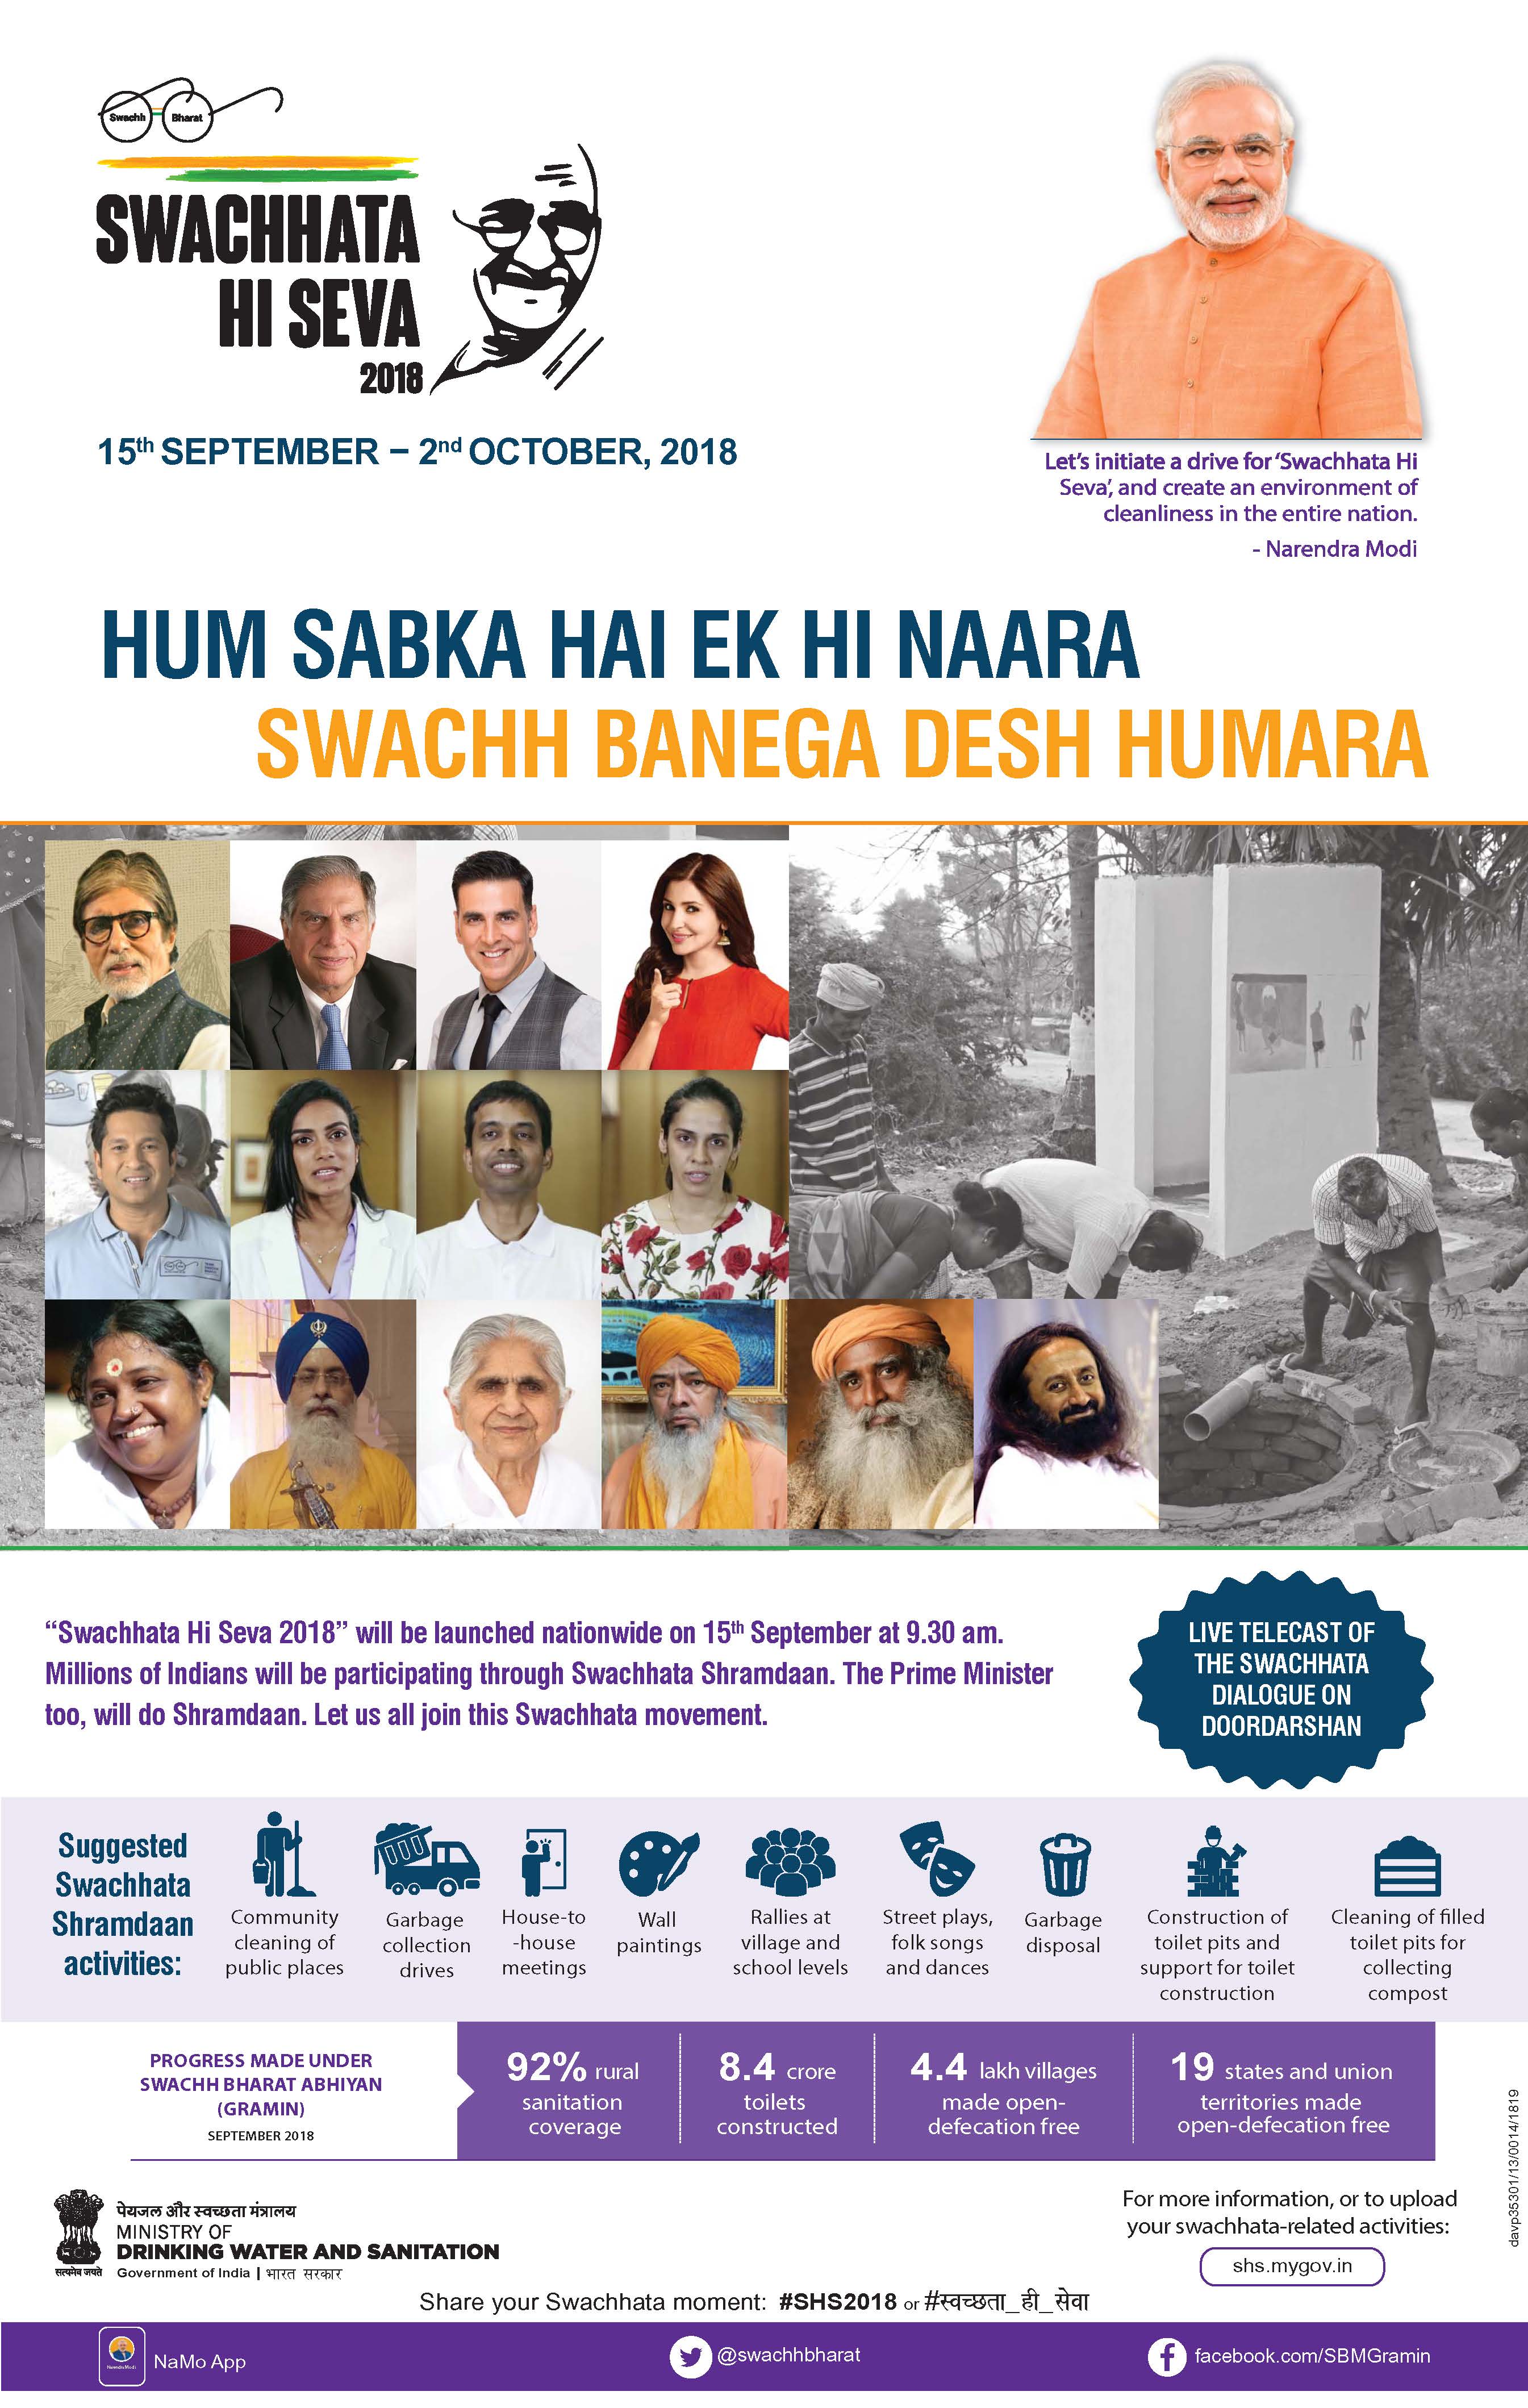 Swachh Bharat
SWACHHATA
HI SEVA
2018
15th SEPTEMBER – 2nd OCTOBER, 2018
Let's initiate a drive for 'Swachhata Hi
Seva', and create an environment of
cleanliness in the entire nation.
- Narendra Modi
HUM SABKA HAI EK HI NAARA
SWACHH BANEGA DESH HUMARA
“Swachhata Hi Seva 2018” will be launched nationwide on 15th September at 9.30 am.
Millions of Indians will be participating through Swachhata Shramdaan. The Prime Minister
too, will do Shramdaan. Let us all join this Swachhata movement.
LIVE TELECAST OF
THE SWACHHATA
DIALOGUE ON
DOORDARSHAN
Suggested
Swachhata
Shramdaan
activities:
Community
cleaning of
public places
Garbage
collection
drives
House-to
-house
meetings
Wall
paintings
Rallies at
village and
school levels
Street plays,
folk songs
and dances
Garbage
disposal
Construction of
toilet pits and
support for toilet
construction
Cleaning of filled
toilet pits for
collecting
compost
PROGRESS MADE UNDER
SWACHH BHARAT ABHIYAN
(GRAMIN)
SEPTEMBER 2018
92% rural
sanitation
coverage
8.4 crore
toilets
constructed
4.4 lakh villages
made open-
defecation free
19 states and union
territories made
open-defecation free
davp35301/13/0014/1819
सत्यमेव जयते
पेयजल और स्वच्छता मंत्रालय
MINISTRY OF
DRINKING WATER AND SANITATION
Government of India | भारत सरकार
For more information, or to upload
your swachhata-related activities:
shs.mygov.in
Share your Swachhata moment: #SHS2018 or #स्वच्छता_ही_सेवा
NaMo App
@swachhbharat
facebook.com/SBMGramin